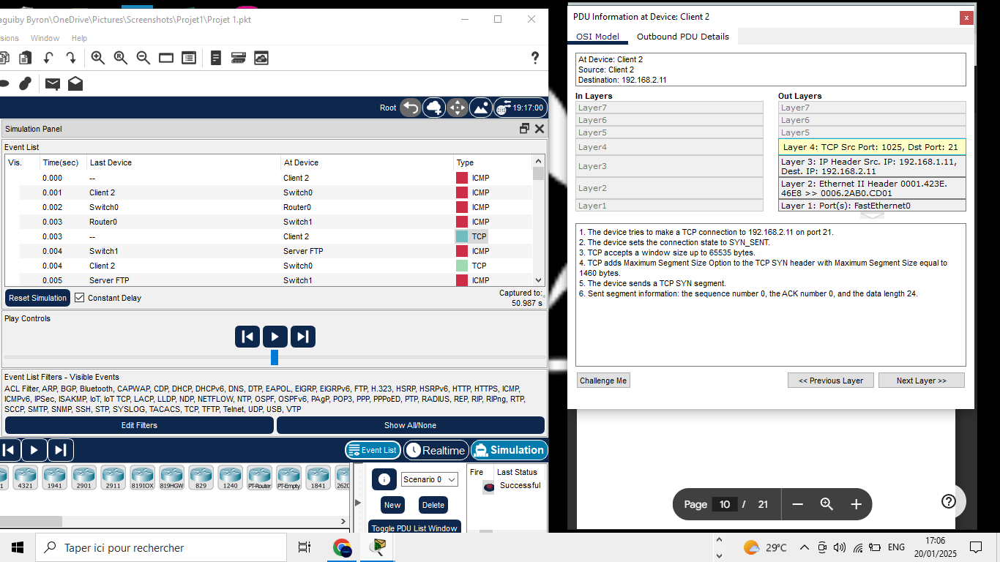 aguiby Byron\OneDrive\Pictures\Screenshots\Projet1\Projet 1.pkt
sions Window Help
?
Root 19:17:00
Simulation Panel
Event List
Vis. Time(sec) Last Device At Device Type
0.000 -- Client 2 ICMP
0.001 Client 2 Switch0 ICMP
0.002 Switch0 Router0 ICMP
0.003 Router0 Switch1 ICMP
0.003 -- Client 2 TCP
0.004 Switch1 Server FTP ICMP
0.004 Client 2 Switch0 TCP
0.005 Server FTP Switch1 ICMP
Reset Simulation Constant Delay Captured to:
50.987 s
Play Controls
Event List Filters - Visible Events
ACL Filter, ARP, BGP, Bluetooth, CAPWAP, CDP, DHCP, DHCPv6, DNS, DTP, EAPOL, EIGRP, EIGRPv6, FTP, H.323, HSRP, HSRPv6, HTTP, HTTPS, ICMP,
ICMPv6, IPSec, ISAKMP, IoT, IoT TCP, LACP, LLDP, NDP, NETFLOW, NTP, OSPF, OSPFv6, PAgP, POP3, PPP, PPPoED, PTP, RADIUS, REP, RIP, RIPng, RTP,
SCCP, SMTP, SNMP, SSH, STP, SYSLOG, TACACS, TCP, TFTP, Telnet, UDP, USB, VTP
Edit Filters Show All/None
Event List Realtime Simulation
1 4321 1941 2901 2911 819IOX 819HGW 829 1240 PT-Router PT-Empty 1841 2620
Scenario 0
New Delete
Toggle PDU List Window
Fire Last Status
Successful
PDU Information at Device: Client 2
x
OSI Model Outbound PDU Details
At Device: Client 2
Source: Client 2
Destination: 192.168.2.11
In Layers Out Layers
Layer7 Layer7
Layer6 Layer6
Layer5 Layer5
Layer4 Layer 4: TCP Src Port: 1025, Dst Port: 21
Layer3 Layer 3: IP Header Src. IP: 192.168.1.11,
Dest. IP: 192.168.2.11
Layer2 Layer 2: Ethernet II Header 0001.423E.
46E8 >> 0006.2AB0.CD01
Layer1 Layer 1: Port(s): FastEthernet0
1. The device tries to make a TCP connection to 192.168.2.11 on port 21.
2. The device sets the connection state to SYN_SENT.
3. TCP accepts a window size up to 65535 bytes.
4. TCP adds Maximum Segment Size Option to the TCP SYN header with Maximum Segment Size equal to
1460 bytes.
5. The device sends a TCP SYN segment.
6. Sent segment information: the sequence number 0, the ACK number 0, and the data length 24.
Challenge Me << Previous Layer Next Layer >>
Page 10 / 21
?
Taper ici pour rechercher
29°C ENG
17:06
20/01/2025